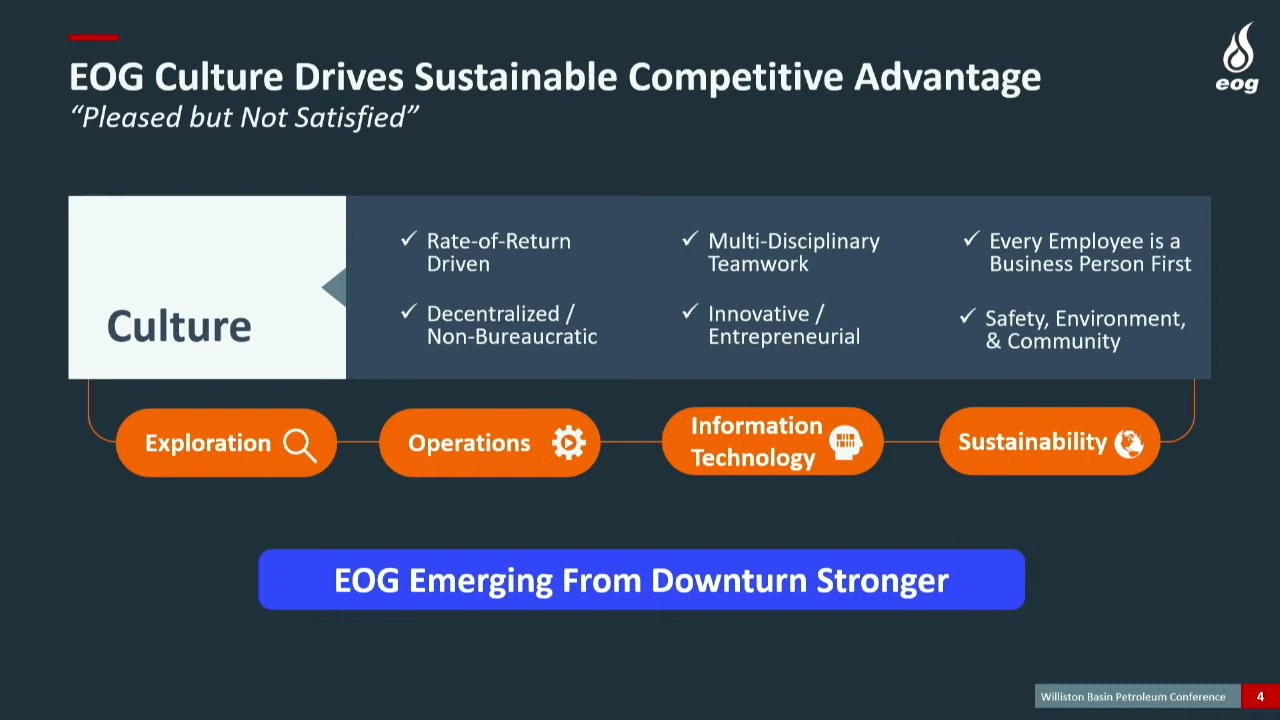 EOG Culture Drives Sustainable Competitive Advantage
“Pleased but Not Satisfied”
eog
Culture
✓ Rate-of-Return
Driven
✓ Decentralized /
Non-Bureaucratic
✓ Multi-Disciplinary
Teamwork
✓ Innovative /
Entrepreneurial
✓ Every Employee is a
Business Person First
✓ Safety, Environment,
& Community
Exploration
Operations
Information
Technology
Sustainability
EOG Emerging From Downturn Stronger
Williston Basin Petroleum Conference 4